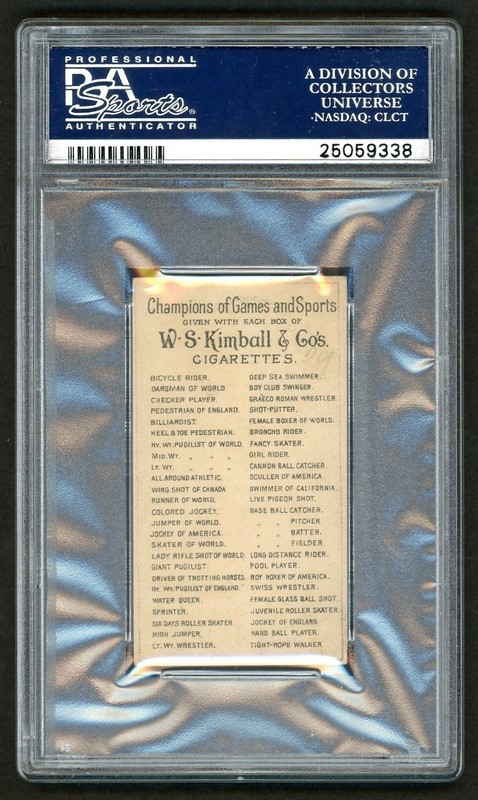 PROFESSIONAL
PSA
Sports
AUTHENTICATOR
A DIVISION OF
COLLECTORS
UNIVERSE
·NASDAQ: CLCT
25059338
Champions of Games and Sports
GIVEN WITH EACH BOX OF
W·S·Kimball & Co's.
CIGARETTES.
BICYCLE RIDER.
OARSMAN OF WORLD
CHECKER PLAYER.
PEDESTRIAN OF ENGLAND.
BILLIARDIST.
HEEL & TOE PEDESTRIAN.
HY. WY. PUGILIST OF WORLD.
MID. WY. „ „ „
LT. WY. „ „ „
ALL AROUND ATHLETIC.
WING SHOT OF CANADA
RUNNER OF WORLD.
COLORED JOCKEY.
JUMPER OF WORLD.
JOCKEY OF AMERICA.
SKATER OF WORLD.
LADY RIFLE SHOT OF WORLD.
GIANT PUGILIST.
DRIVER OF TROTTING HORSES.
HY. WY. PUGILIST OF ENGLAND.
WATER QUEEN.
SPRINTER.
SIX DAYS ROLLER SKATER.
HIGH JUMPER.
LT. WY. WRESTLER.
DEEP SEA SWIMMER.
BOY CLUB SWINGER.
GRAECO ROMAN WRESTLER.
SHOT-PUTTER.
FEMALE BOXER OF WORLD.
BRONCHO RIDER.
FANCY SKATER.
GIRL RIDER.
CANNON BALL CATCHER.
SCULLER OF AMERICA.
SWIMMER OF CALIFORNIA.
LIVE PIGEON SHOT.
BASE BALL CATCHER.
„ „ PITCHER.
„ „ BATTER.
„ „ FIELDER.
LONG DISTANCE RIDER.
POOL PLAYER.
BOY BOXER OF AMERICA.
SWISS WRESTLER.
FEMALE GLASS BALL SHOT.
JUVENILE ROLLER SKATER.
JOCKEY OF ENGLAND.
HAND BALL PLAYER.
TIGHT-ROPE WALKER.